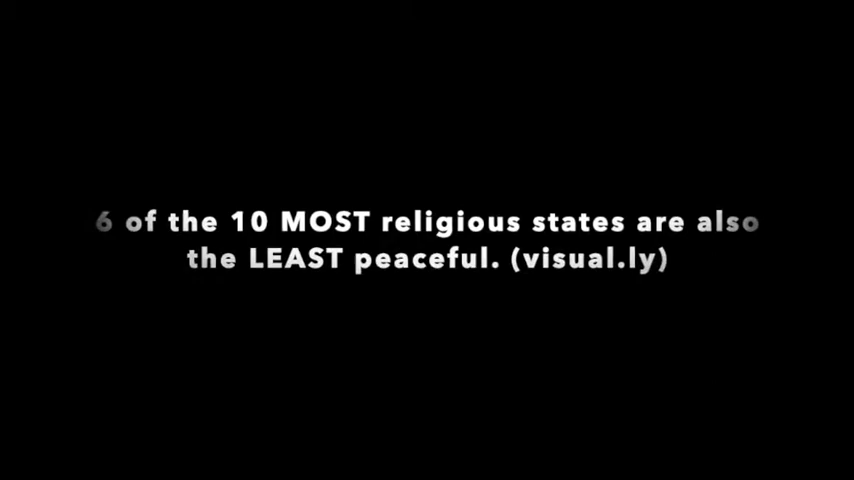 6 of the 10 MOST religious states are also
the LEAST peaceful. (visual.ly)